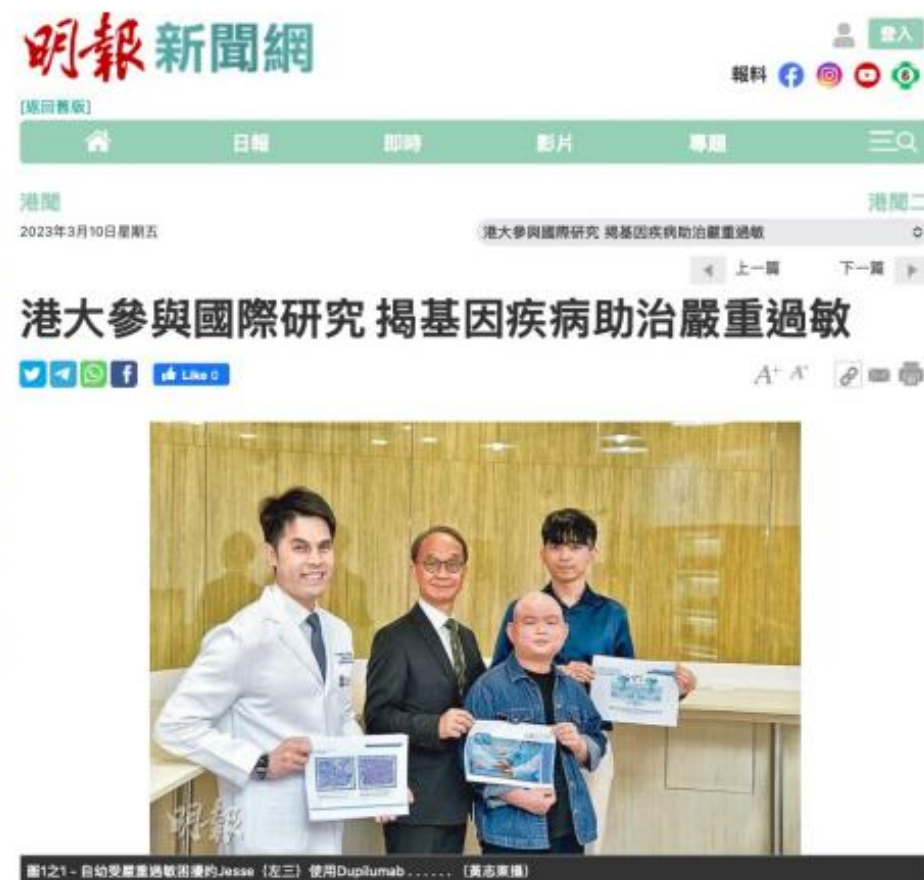 明報新聞網
登入
報料
[返回舊版]
日報 即時 影片 專題
港聞 港聞二
2023年3月10日星期五 港大參與國際研究 揭基因疾病助治嚴重過敏
上一篇 下一篇
港大參與國際研究 揭基因疾病助治嚴重過敏
Like 0
A+ A-
明報
圖1之1 - 自幼受嚴重過敏困擾的Jesse（左三）使用Dupilumab......（黃志東攝）